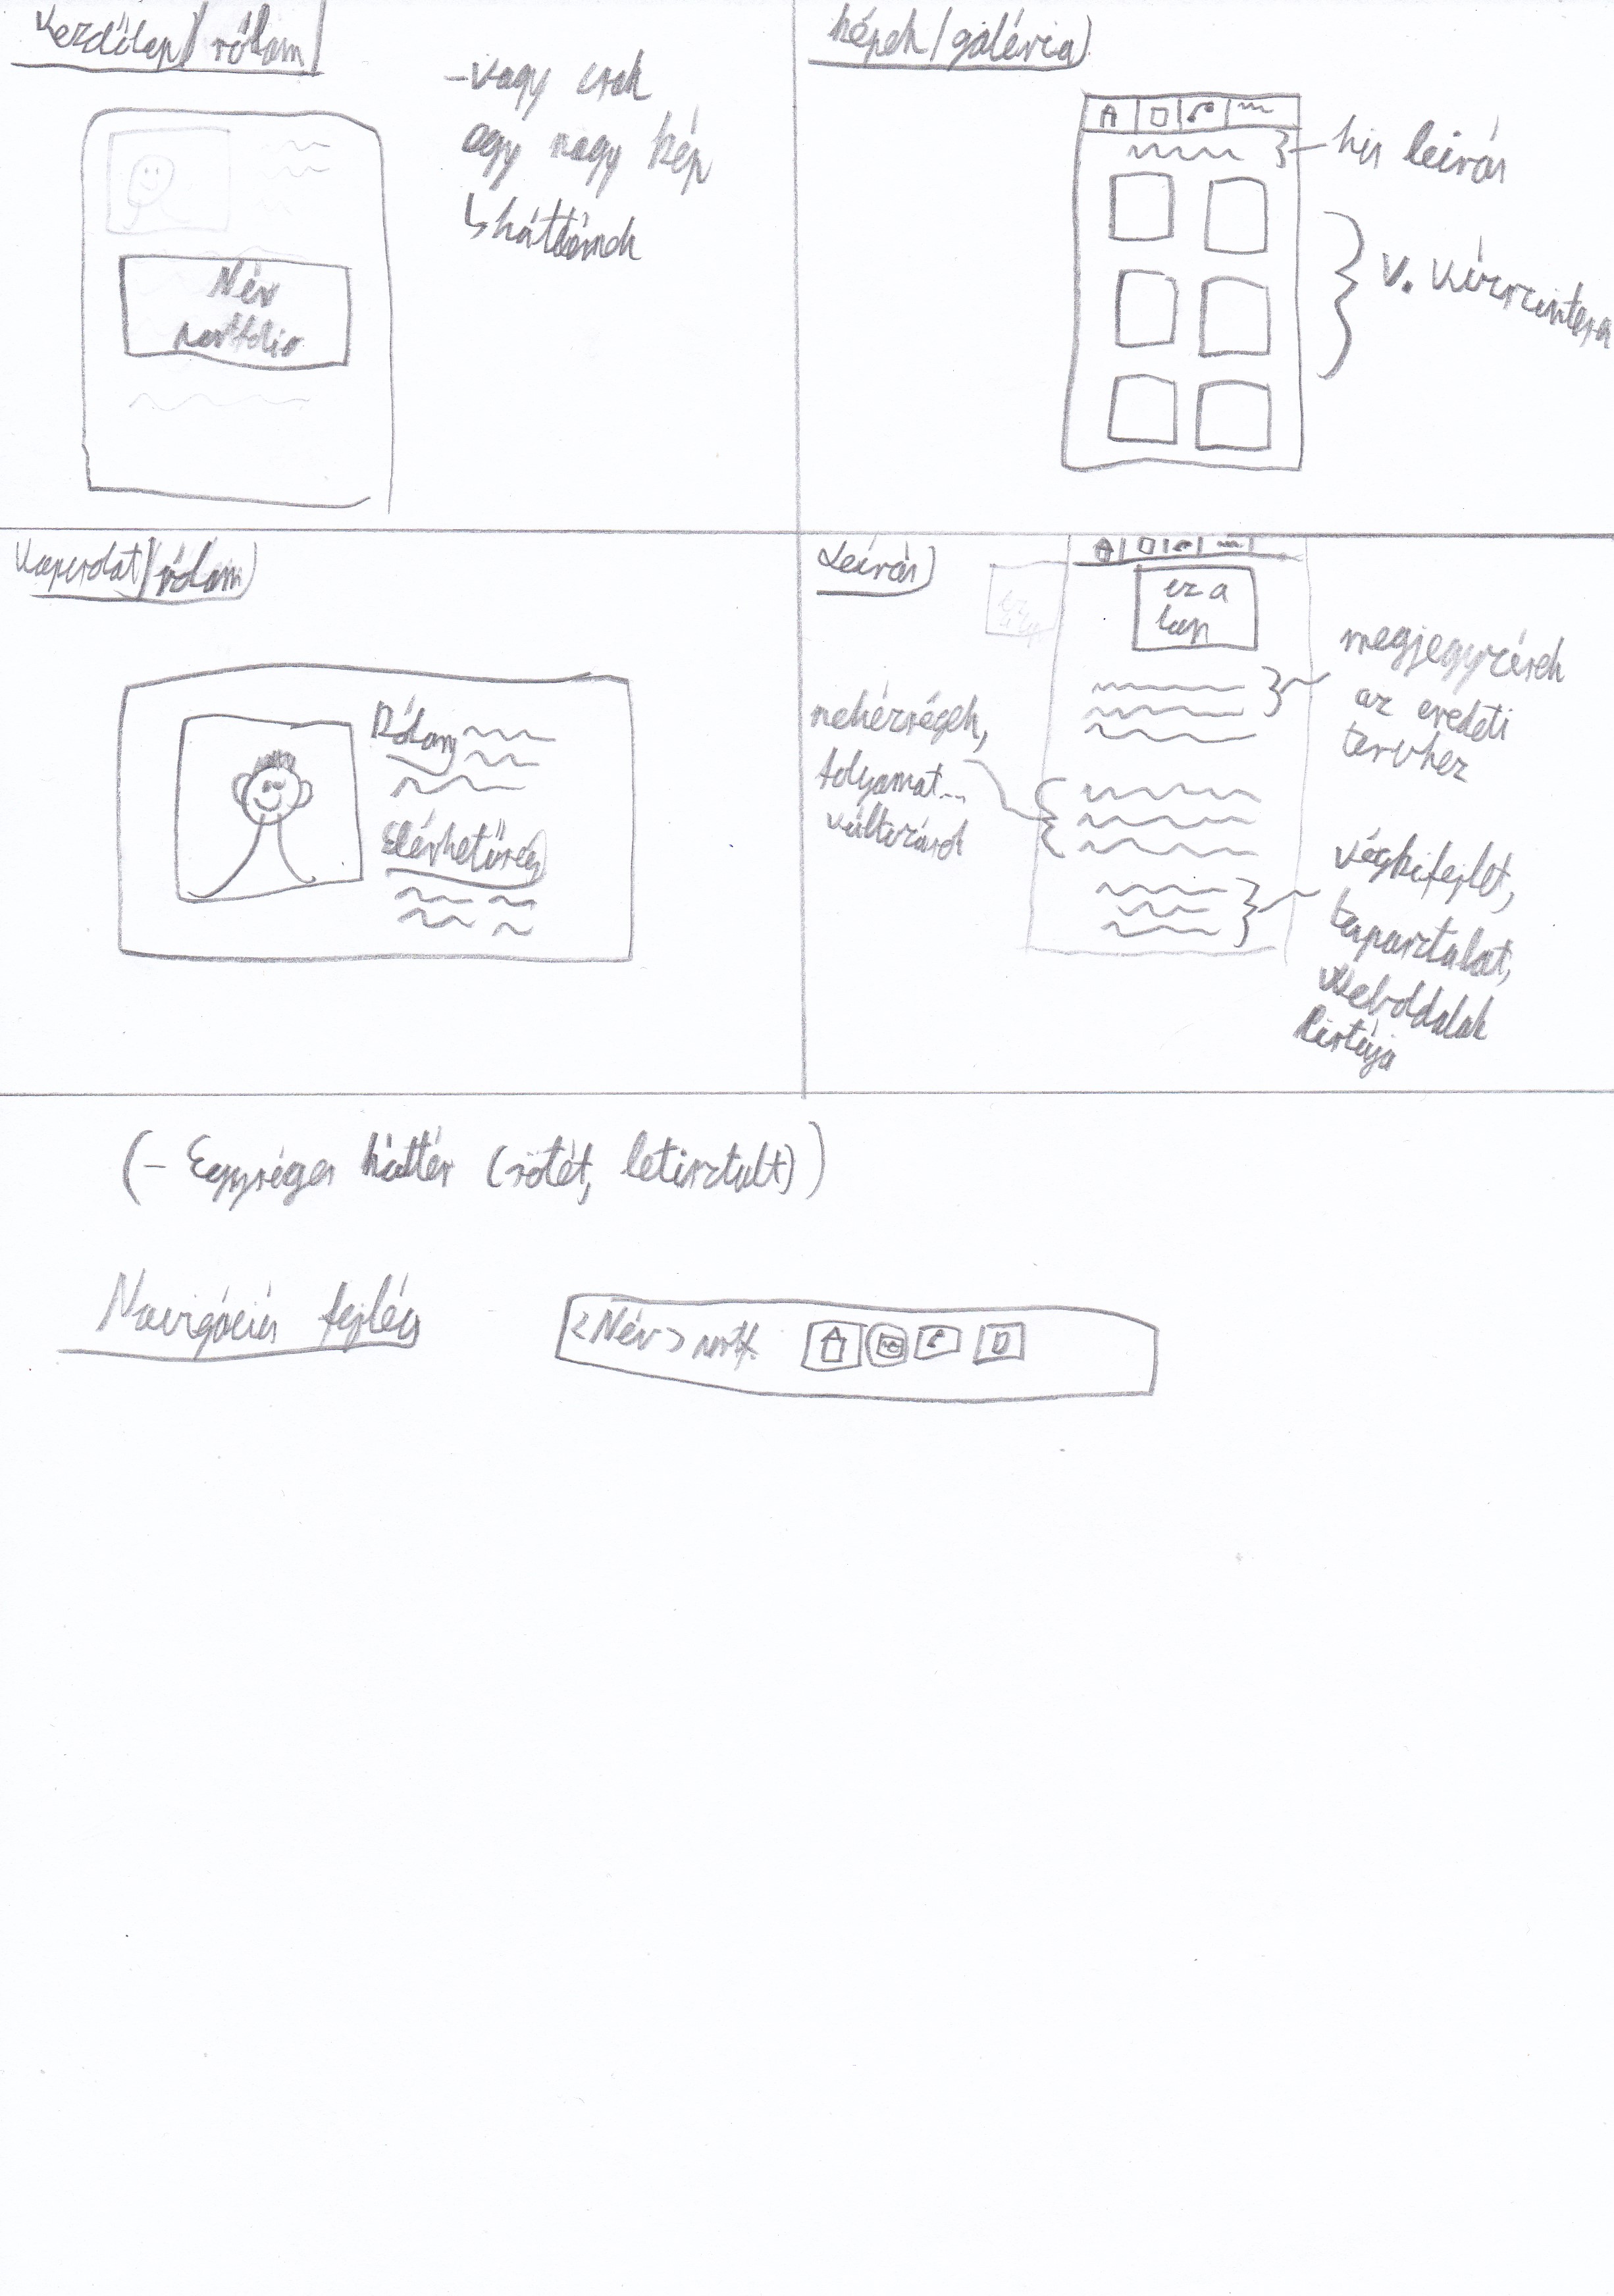 Kezdőlap/rólam
-vagy csak
egy nagy kép
↳ háttérnek
Név
portfolio
képek/galéria
kis leírás
v. vízszintesen
Kapcsolat/rólam
Rólam
Elérhetőség
Leírás
ez a
lap
megjegyzések
az eredeti
tervhez
nehézségek,
folyamat...
változások
végkifejlet,
tapasztalat,
weboldalak
listája
(- Egységes háttér (sötét, letisztult))
Navigációs fejléc
<Név> portf.